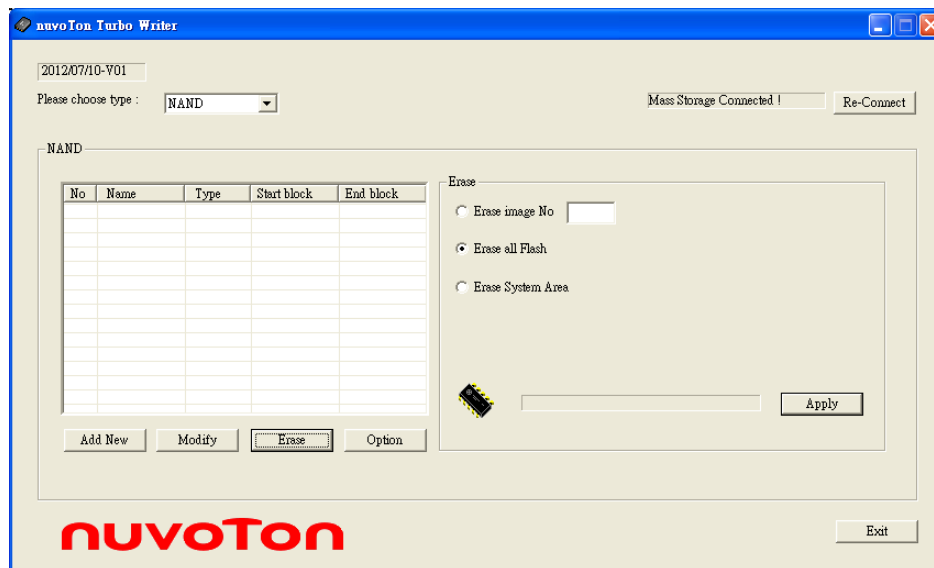 nuvoTon Turbo Writer
2012/07/10-V01
Please choose type : NAND Mass Storage Connected ! Re-Connect
NAND
No Name Type Start block End block
Erase
Erase image No
Erase all Flash
Erase System Area
Apply
Add New Modify Erase Option
nuvoTon
Exit